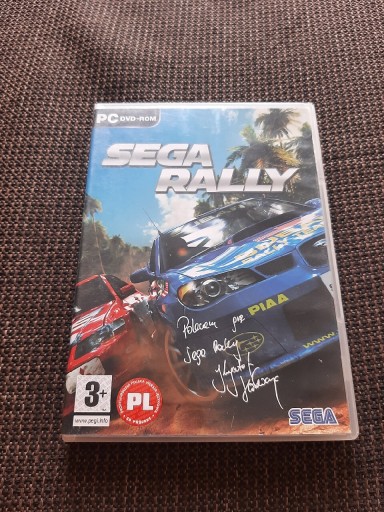 PC DVD-ROM
SEGA
RALLY
PIAA
Polecam grę
Sega Rally
3+
www.pegi.info
PL
SEGA